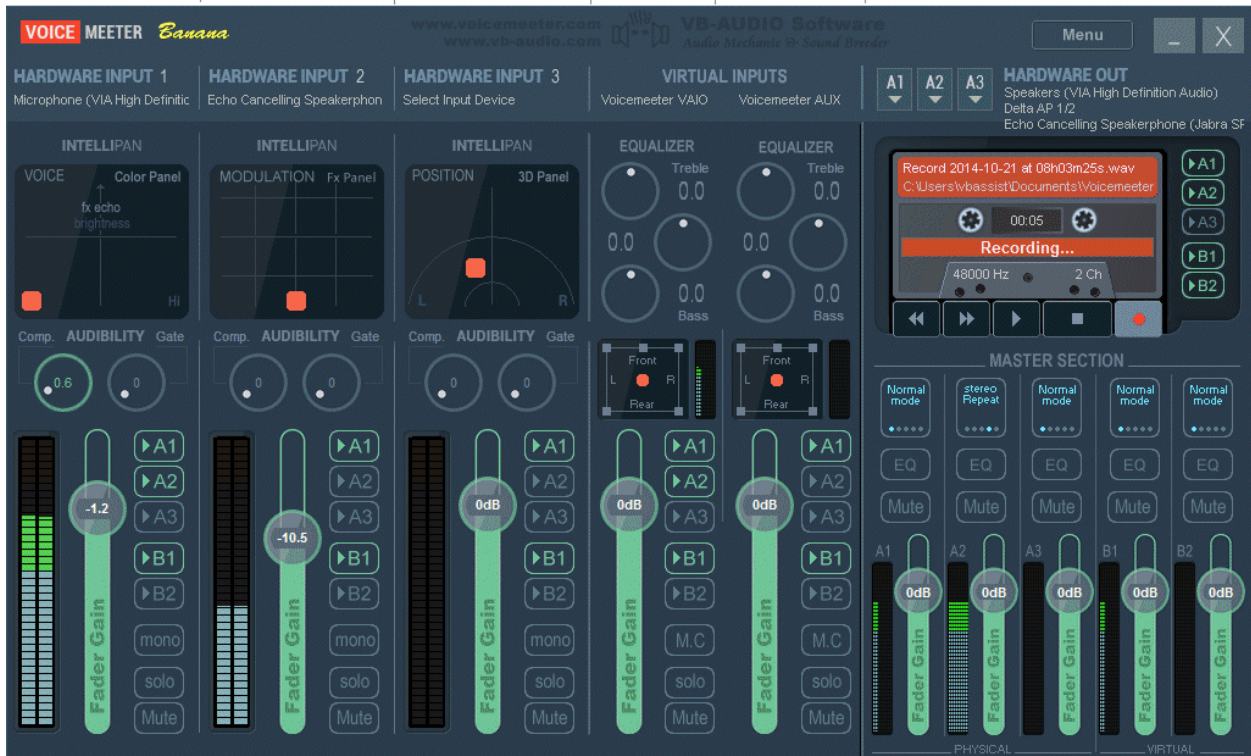 VOICE MEETER Banana
www.voicemeeter.com
www.vb-audio.com
VB-AUDIO Software
Audio Mechanic & Sound Breeder
Menu
_ X
HARDWARE INPUT 1
Microphone (VIA High Definitic
HARDWARE INPUT 2
Echo Cancelling Speakerphon
HARDWARE INPUT 3
Select Input Device
VIRTUAL INPUTS
Voicemeeter VAIO
Voicemeeter AUX
A1 A2 A3
HARDWARE OUT
Speakers (VIA High Definition Audio)
Delta AP 1/2
Echo Cancelling Speakerphone (Jabra SF
INTELLIPAN
VOICE Color Panel
fx echo
brightness
Hi
INTELLIPAN
MODULATION Fx Panel
INTELLIPAN
POSITION 3D Panel
L R
EQUALIZER
Treble
0.0
0.0
0.0
Bass
EQUALIZER
Treble
0.0
0.0
0.0
Bass
Record 2014-10-21 at 08h03m25s.wav
C:\Users\vbassist\Documents\Voicemeeter
00:05
Recording...
48000 Hz 2 Ch
A1
A2
A3
B1
B2
Comp. AUDIBILITY Gate
0.6 0
Comp. AUDIBILITY Gate
0 0
Comp. AUDIBILITY Gate
0 0
Front
L R
Rear
Front
L R
Rear
-1.2
Fader Gain
A1
A2
A3
B1
B2
mono
solo
Mute
-10.5
Fader Gain
A1
A2
A3
B1
B2
mono
solo
Mute
0dB
Fader Gain
A1
A2
A3
B1
B2
mono
solo
Mute
0dB
Fader Gain
A1
A2
A3
B1
B2
M.C
solo
Mute
0dB
Fader Gain
A1
A2
A3
B1
B2
M.C
solo
Mute
MASTER SECTION
Normal mode
stereo Repeat
Normal mode
Normal mode
Normal mode
EQ EQ EQ EQ EQ
Mute Mute Mute Mute Mute
A1 A2 A3 B1 B2
0dB 0dB 0dB 0dB 0dB
Fader Gain Fader Gain Fader Gain Fader Gain Fader Gain
PHYSICAL VIRTUAL